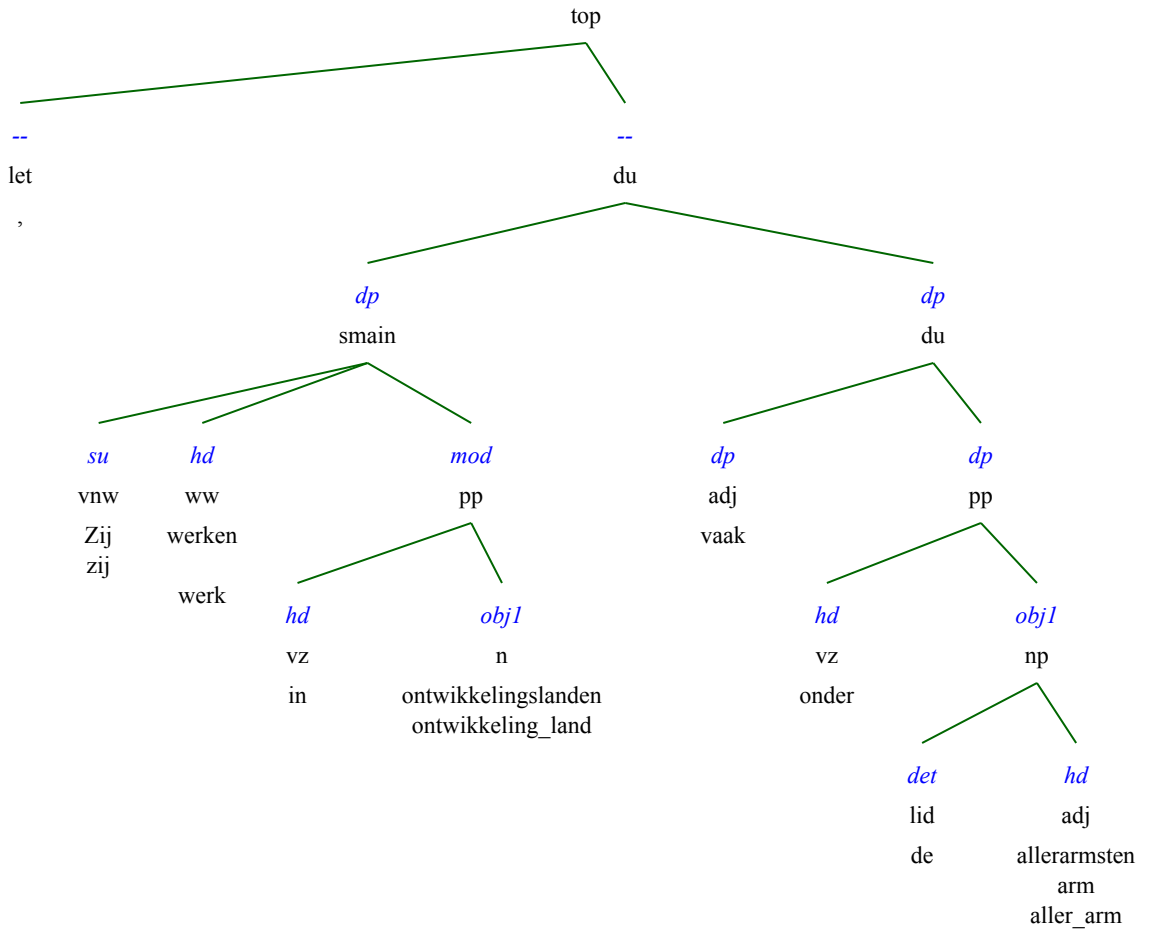 top
-- --
let du
,
dp dp
smain du
su hd mod dp dp
vnw ww pp adj pp
Zij werken vaak
zij
werk
hd obj1 hd obj1
vz n vz np
in ontwikkelingslanden onder
ontwikkeling_land
det hd
lid adj
de allerarmsten
arm
aller_arm